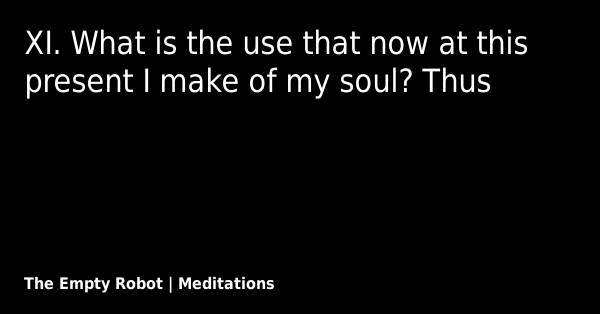 XI. What is the use that now at this
present I make of my soul? Thus
The Empty Robot | Meditations